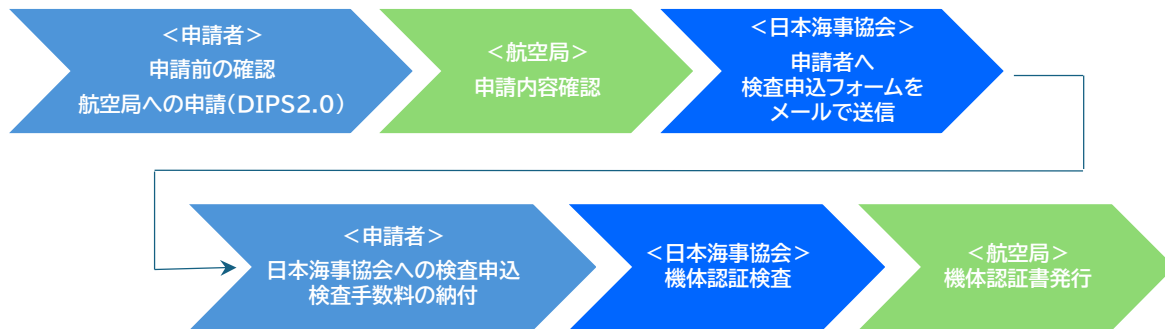 ＜申請者＞
申請前の確認
航空局への申請(DIPS2.0)
＜航空局＞
申請内容確認
＜日本海事協会＞
申請者へ
検査申込フォームを
メールで送信
＜申請者＞
日本海事協会への検査申込
検査手数料の納付
＜日本海事協会＞
機体認証検査
＜航空局＞
機体認証書発行